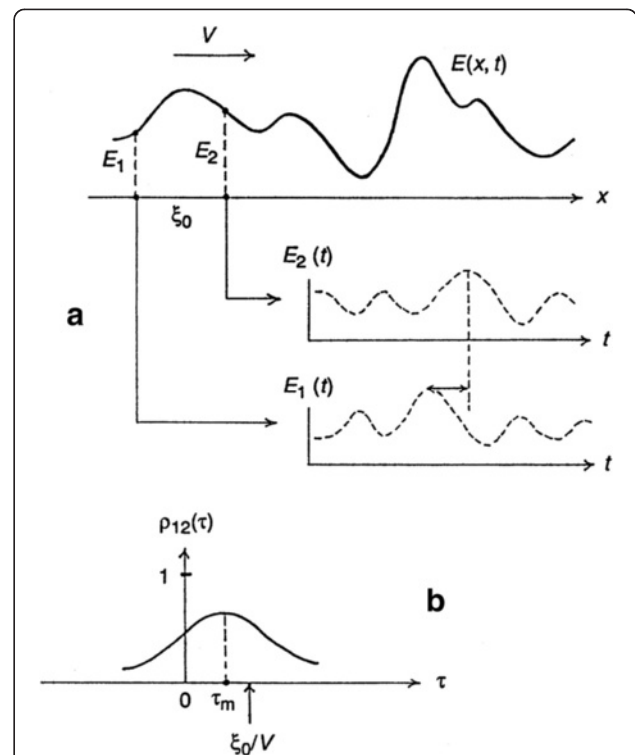 V
E(x, t)
E₁
E₂
ξ₀
x
a
E₂ (t)
t
E₁ (t)
t
ρ₁₂(τ)
1
b
0
τₘ
τ
ξ₀/V